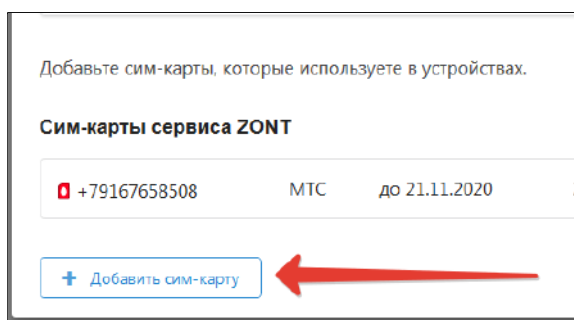 Добавьте сим-карты, которые используете в устройствах.
Сим-карты сервиса ZONT
+79167658508 МТС до 21.11.2020
+ Добавить сим-карту